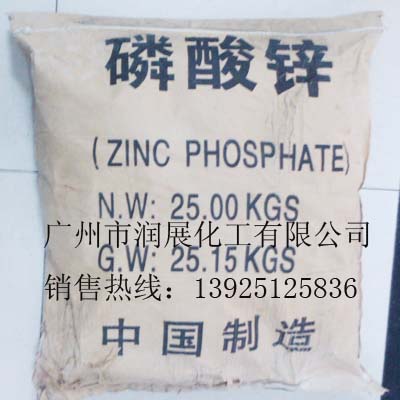 磷酸锌
(ZINC PHOSPHATE)
N.W: 25.00 KGS
广州市润展化工有限公司
G.W: 25.15 KGS
销售热线：13925125836
中国制造